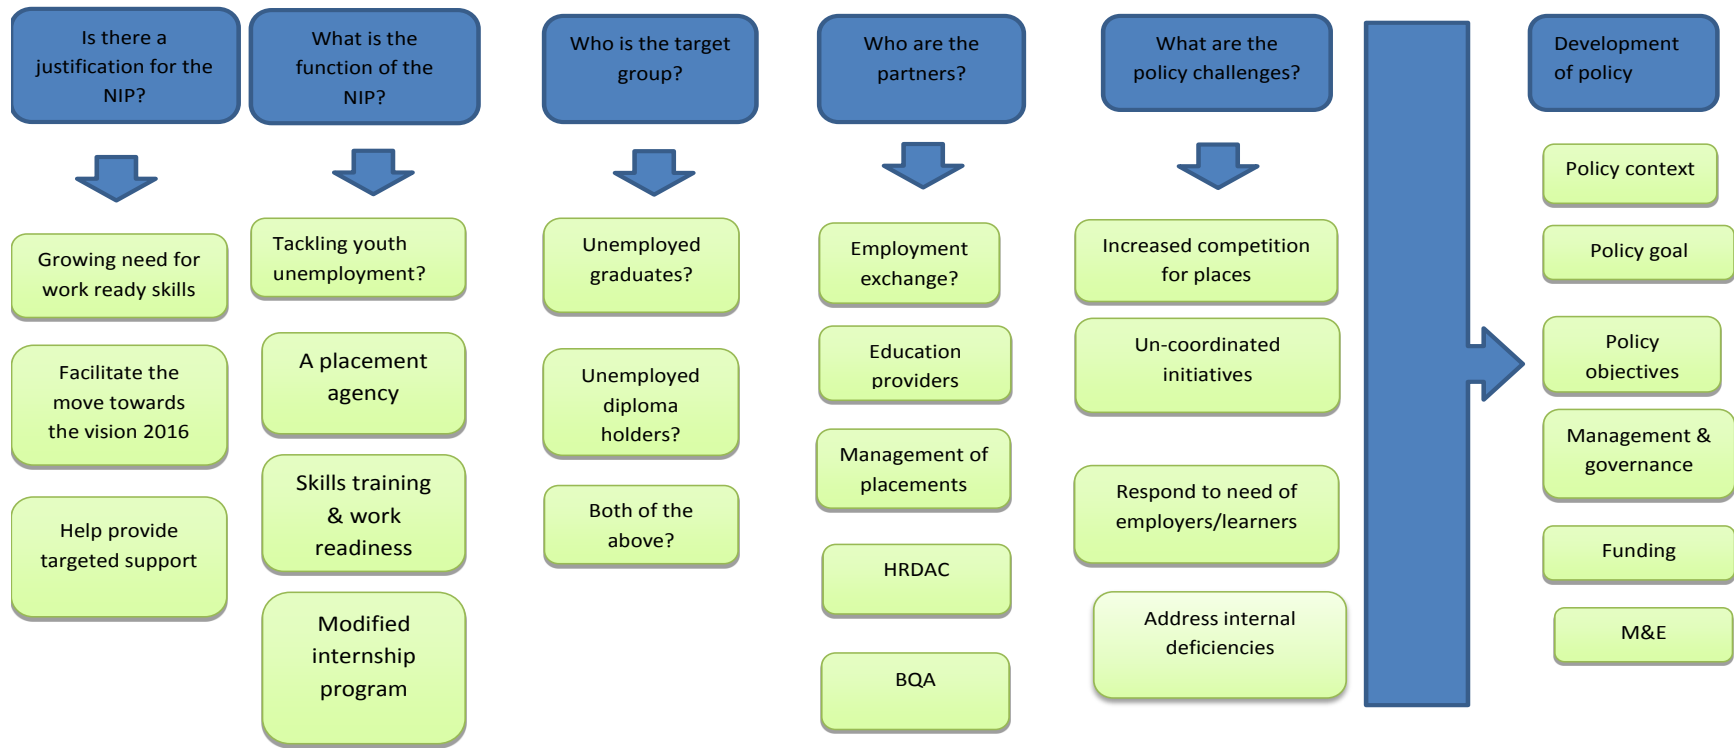 Is there a
justification for the
NIP?
What is the
function of the
NIP?
Who is the target
group?
Who are the
partners?
What are the
policy challenges?
Development
of policy
Growing need for
work ready skills
Facilitate the
move towards
the vision 2016
Help provide
targeted support
Tackling youth
unemployment?
A placement
agency
Skills training
& work
readiness
Modified
internship
program
Unemployed
graduates?
Unemployed
diploma
holders?
Both of the
above?
Employment
exchange?
Education
providers
Management of
placements
HRDAC
BQA
Increased competition
for places
Un-coordinated
initiatives
Respond to need of
employers/learners
Address internal
deficiencies
Policy context
Policy goal
Policy
objectives
Management &
governance
Funding
M&E